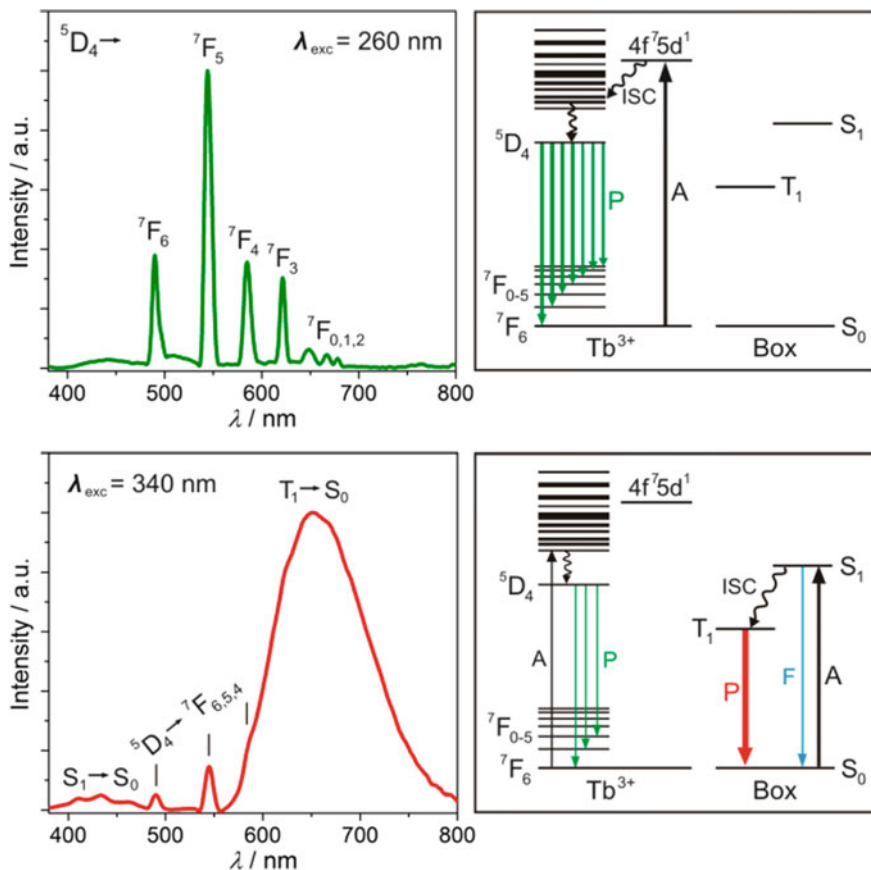 ⁵D₄→
λexc = 260 nm
⁷F₅
⁷F₆
⁷F₄
⁷F₃
⁷F₀,₁,₂
Intensity / a.u.
400 500 600 700 800
λ / nm
4f⁷5d¹
ISC
⁵D₄
P
A
⁷F₀₋₅
⁷F₆
Tb³⁺
S₁
T₁
S₀
Box
λexc = 340 nm
T₁→S₀
⁵D₄→⁷F₆,₅,₄
S₁→S₀
Intensity / a.u.
400 500 600 700 800
λ / nm
4f⁷5d¹
⁵D₄
A
P
⁷F₀₋₅
⁷F₆
Tb³⁺
S₁
ISC
T₁
P
F
A
S₀
Box